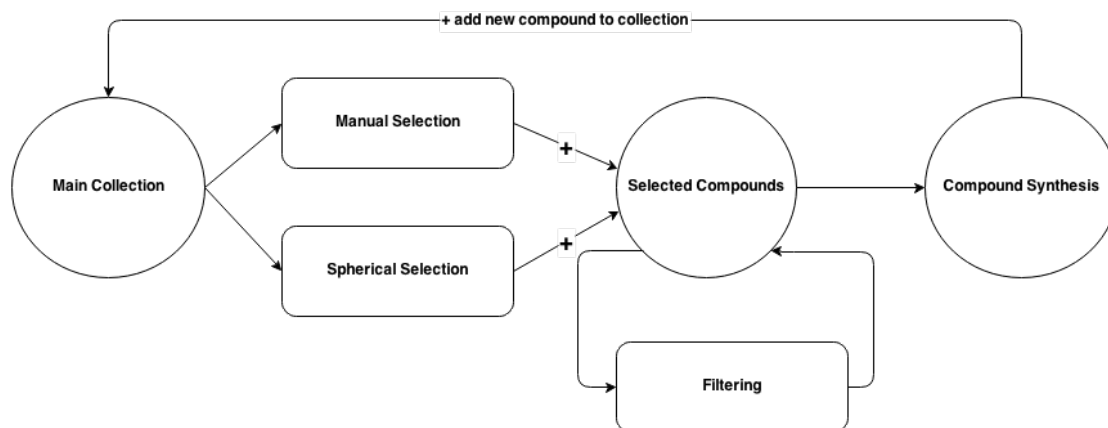 + add new compound to collection
Manual Selection
+
Main Collection
Selected Compounds
Compound Synthesis
+
Spherical Selection
Filtering